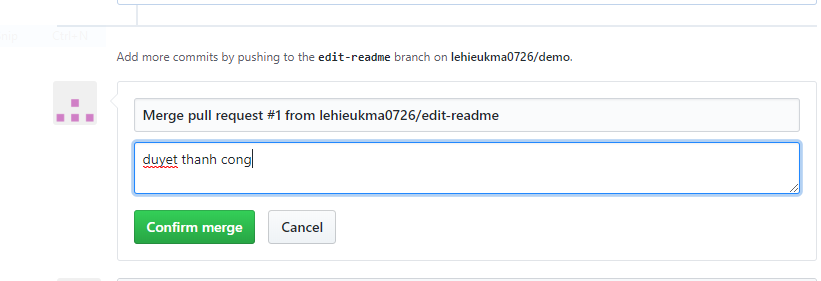 Add more commits by pushing to the edit-readme branch on lehieukma0726/demo.
Merge pull request #1 from lehieukma0726/edit-readme
duyet thanh cong
Confirm merge Cancel